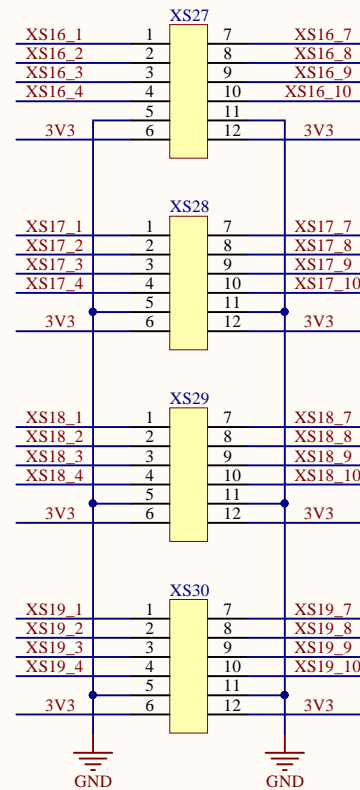 XS27
XS16_1 1 7 XS16_7
XS16_2 2 8 XS16_8
XS16_3 3 9 XS16_9
XS16_4 4 10 XS16_10
5 11
3V3 6 12 3V3
XS28
XS17_1 1 7 XS17_7
XS17_2 2 8 XS17_8
XS17_3 3 9 XS17_9
XS17_4 4 10 XS17_10
5 11
3V3 6 12 3V3
XS29
XS18_1 1 7 XS18_7
XS18_2 2 8 XS18_8
XS18_3 3 9 XS18_9
XS18_4 4 10 XS18_10
5 11
3V3 6 12 3V3
XS30
XS19_1 1 7 XS19_7
XS19_2 2 8 XS19_8
XS19_3 3 9 XS19_9
XS19_4 4 10 XS19_10
5 11
3V3 6 12 3V3
GND GND